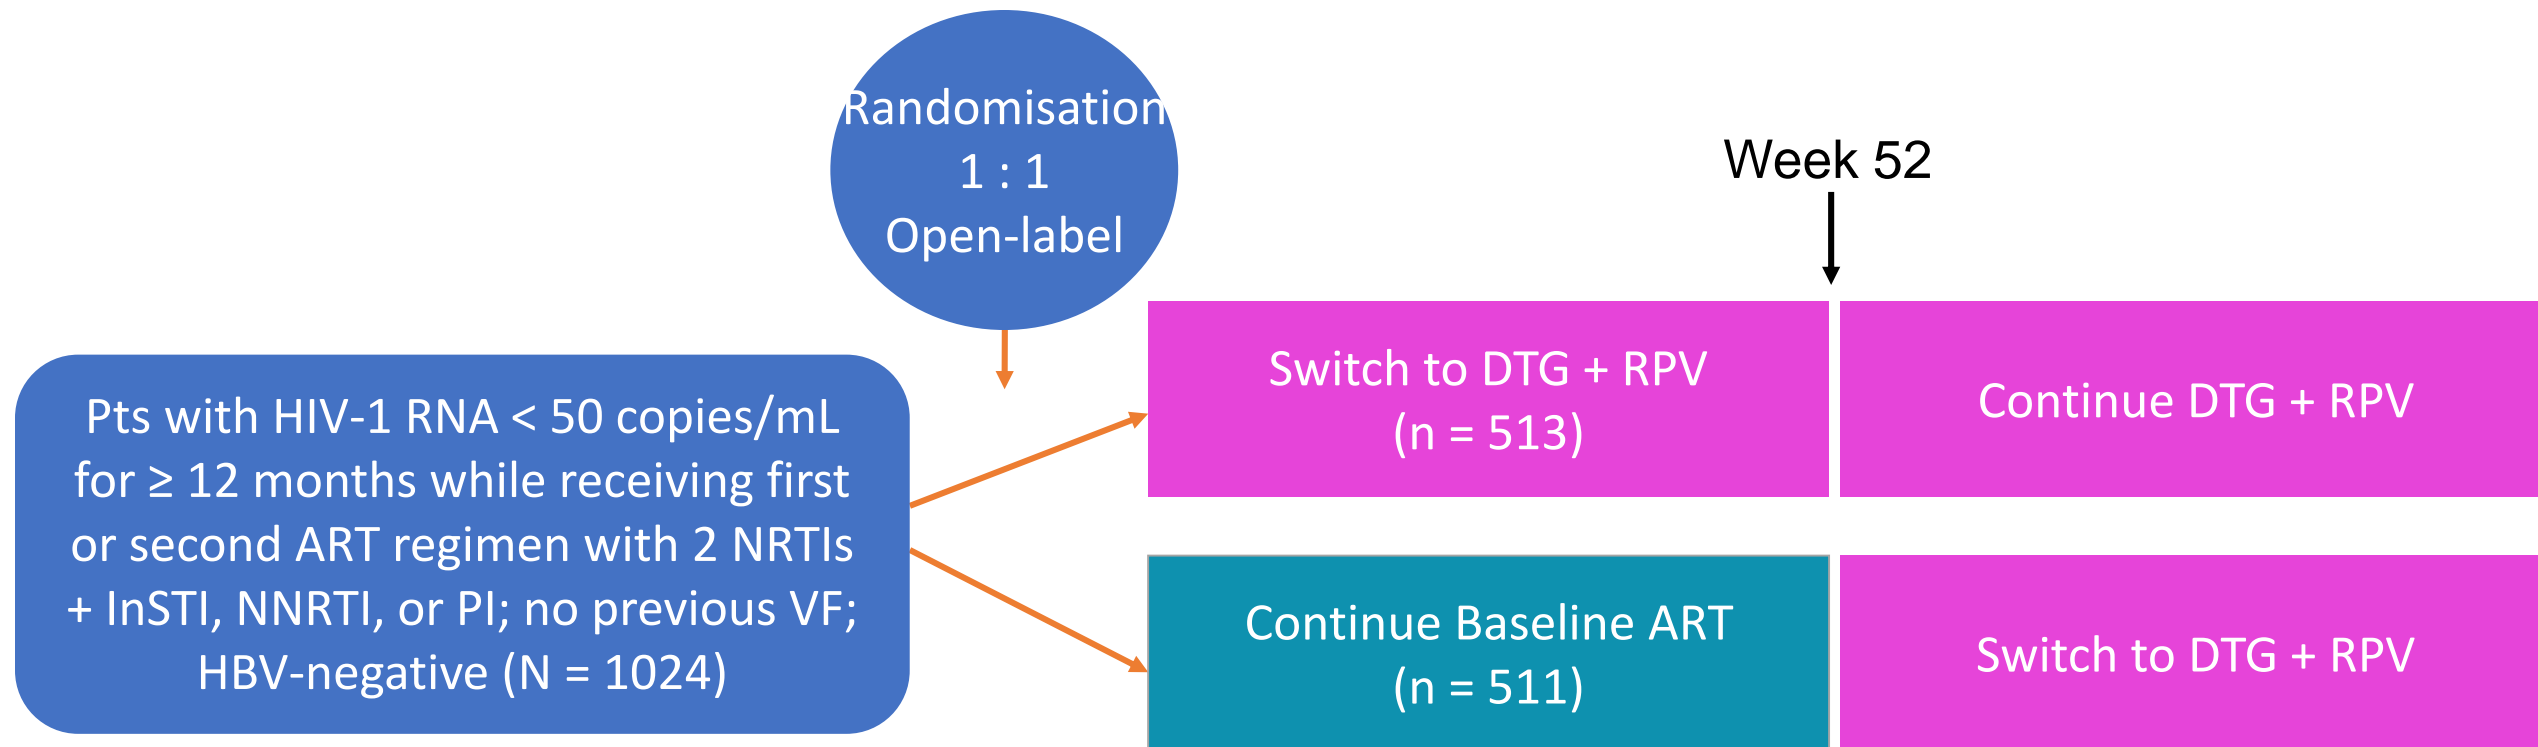 Randomisation
1 : 1
Open-label
Week 52
Pts with HIV-1 RNA < 50 copies/mL
for ≥ 12 months while receiving first
or second ART regimen with 2 NRTIs
+ InSTI, NNRTI, or PI; no previous VF;
HBV-negative (N = 1024)
Switch to DTG + RPV
(n = 513)
Continue DTG + RPV
Continue Baseline ART
(n = 511)
Switch to DTG + RPV